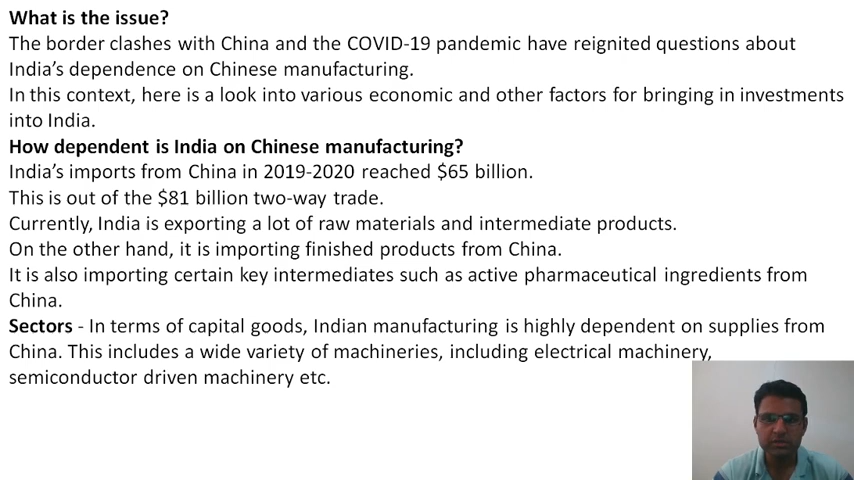 What is the issue?
The border clashes with China and the COVID-19 pandemic have reignited questions about
India’s dependence on Chinese manufacturing.
In this context, here is a look into various economic and other factors for bringing in investments
into India.
How dependent is India on Chinese manufacturing?
India’s imports from China in 2019-2020 reached $65 billion.
This is out of the $81 billion two-way trade.
Currently, India is exporting a lot of raw materials and intermediate products.
On the other hand, it is importing finished products from China.
It is also importing certain key intermediates such as active pharmaceutical ingredients from
China.
Sectors - In terms of capital goods, Indian manufacturing is highly dependent on supplies from
China. This includes a wide variety of machineries, including electrical machinery,
semiconductor driven machinery etc.